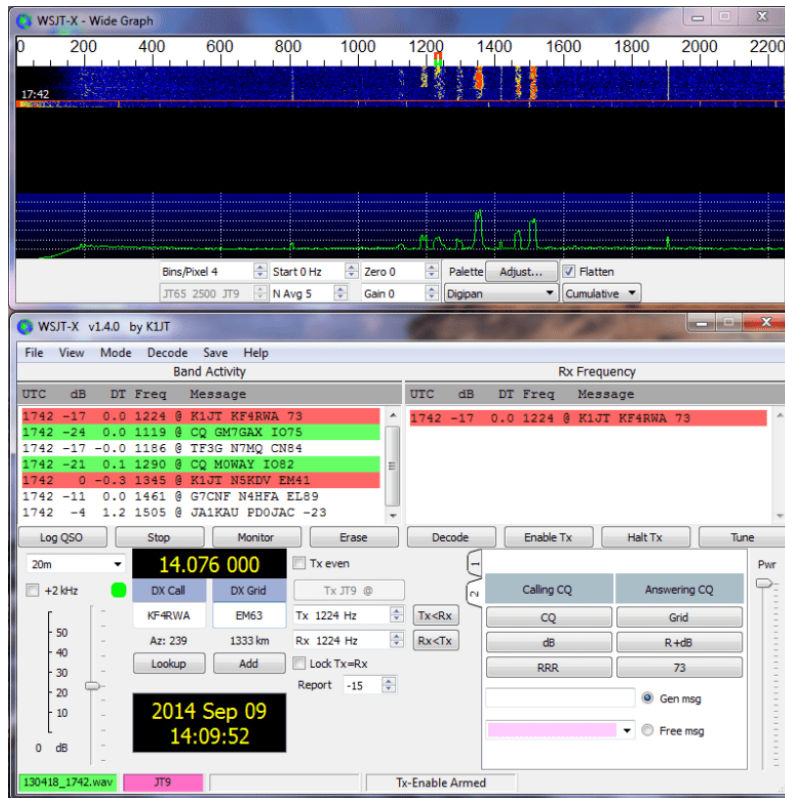 WSJT-X - Wide Graph
0 200 400 600 800 1000 1200 1400 1600 1800 2000 2200
17:42
Bins/Pixel 4 Start 0 Hz Zero 0 Palette Adjust... Flatten
JT65 2500 JT9 N Avg 5 Gain 0 Digipan Cumulative
WSJT-X v1.4.0 by K1JT
File View Mode Decode Save Help
Band Activity Rx Frequency
UTC dB DT Freq Message UTC dB DT Freq Message
1742 -17 0.0 1224 @ K1JT KF4RWA 73 1742 -17 0.0 1224 @ K1JT KF4RWA 73
1742 -24 0.0 1119 @ CQ GM7GAX IO75
1742 -17 -0.0 1186 @ TF3G N7MQ CN84
1742 -21 0.1 1290 @ CQ M0WAY IO82
1742 0 -0.3 1345 @ K1JT N5KDV EM41
1742 -11 0.0 1461 @ G7CNF N4HFA EL89
1742 -4 1.2 1505 @ JA1KAU PD0JAC -23
Log QSO Stop Monitor Erase Decode Enable Tx Halt Tx Tune
20m 14.076 000 Tx even 1 Pwr
+2 kHz DX Call DX Grid Tx JT9 @ 2 Calling CQ Answering CQ
KF4RWA EM63 Tx 1224 Hz Tx<Rx CQ Grid
50 Az: 239 1333 km Rx 1224 Hz Rx<Tx dB R+dB
40 Lookup Add Lock Tx=Rx RRR 73
30 Report -15
20 Gen msg
10 2014 Sep 09
14:09:52 Free msg
0 dB
130418_1742.wav JT9 Tx-Enable Armed